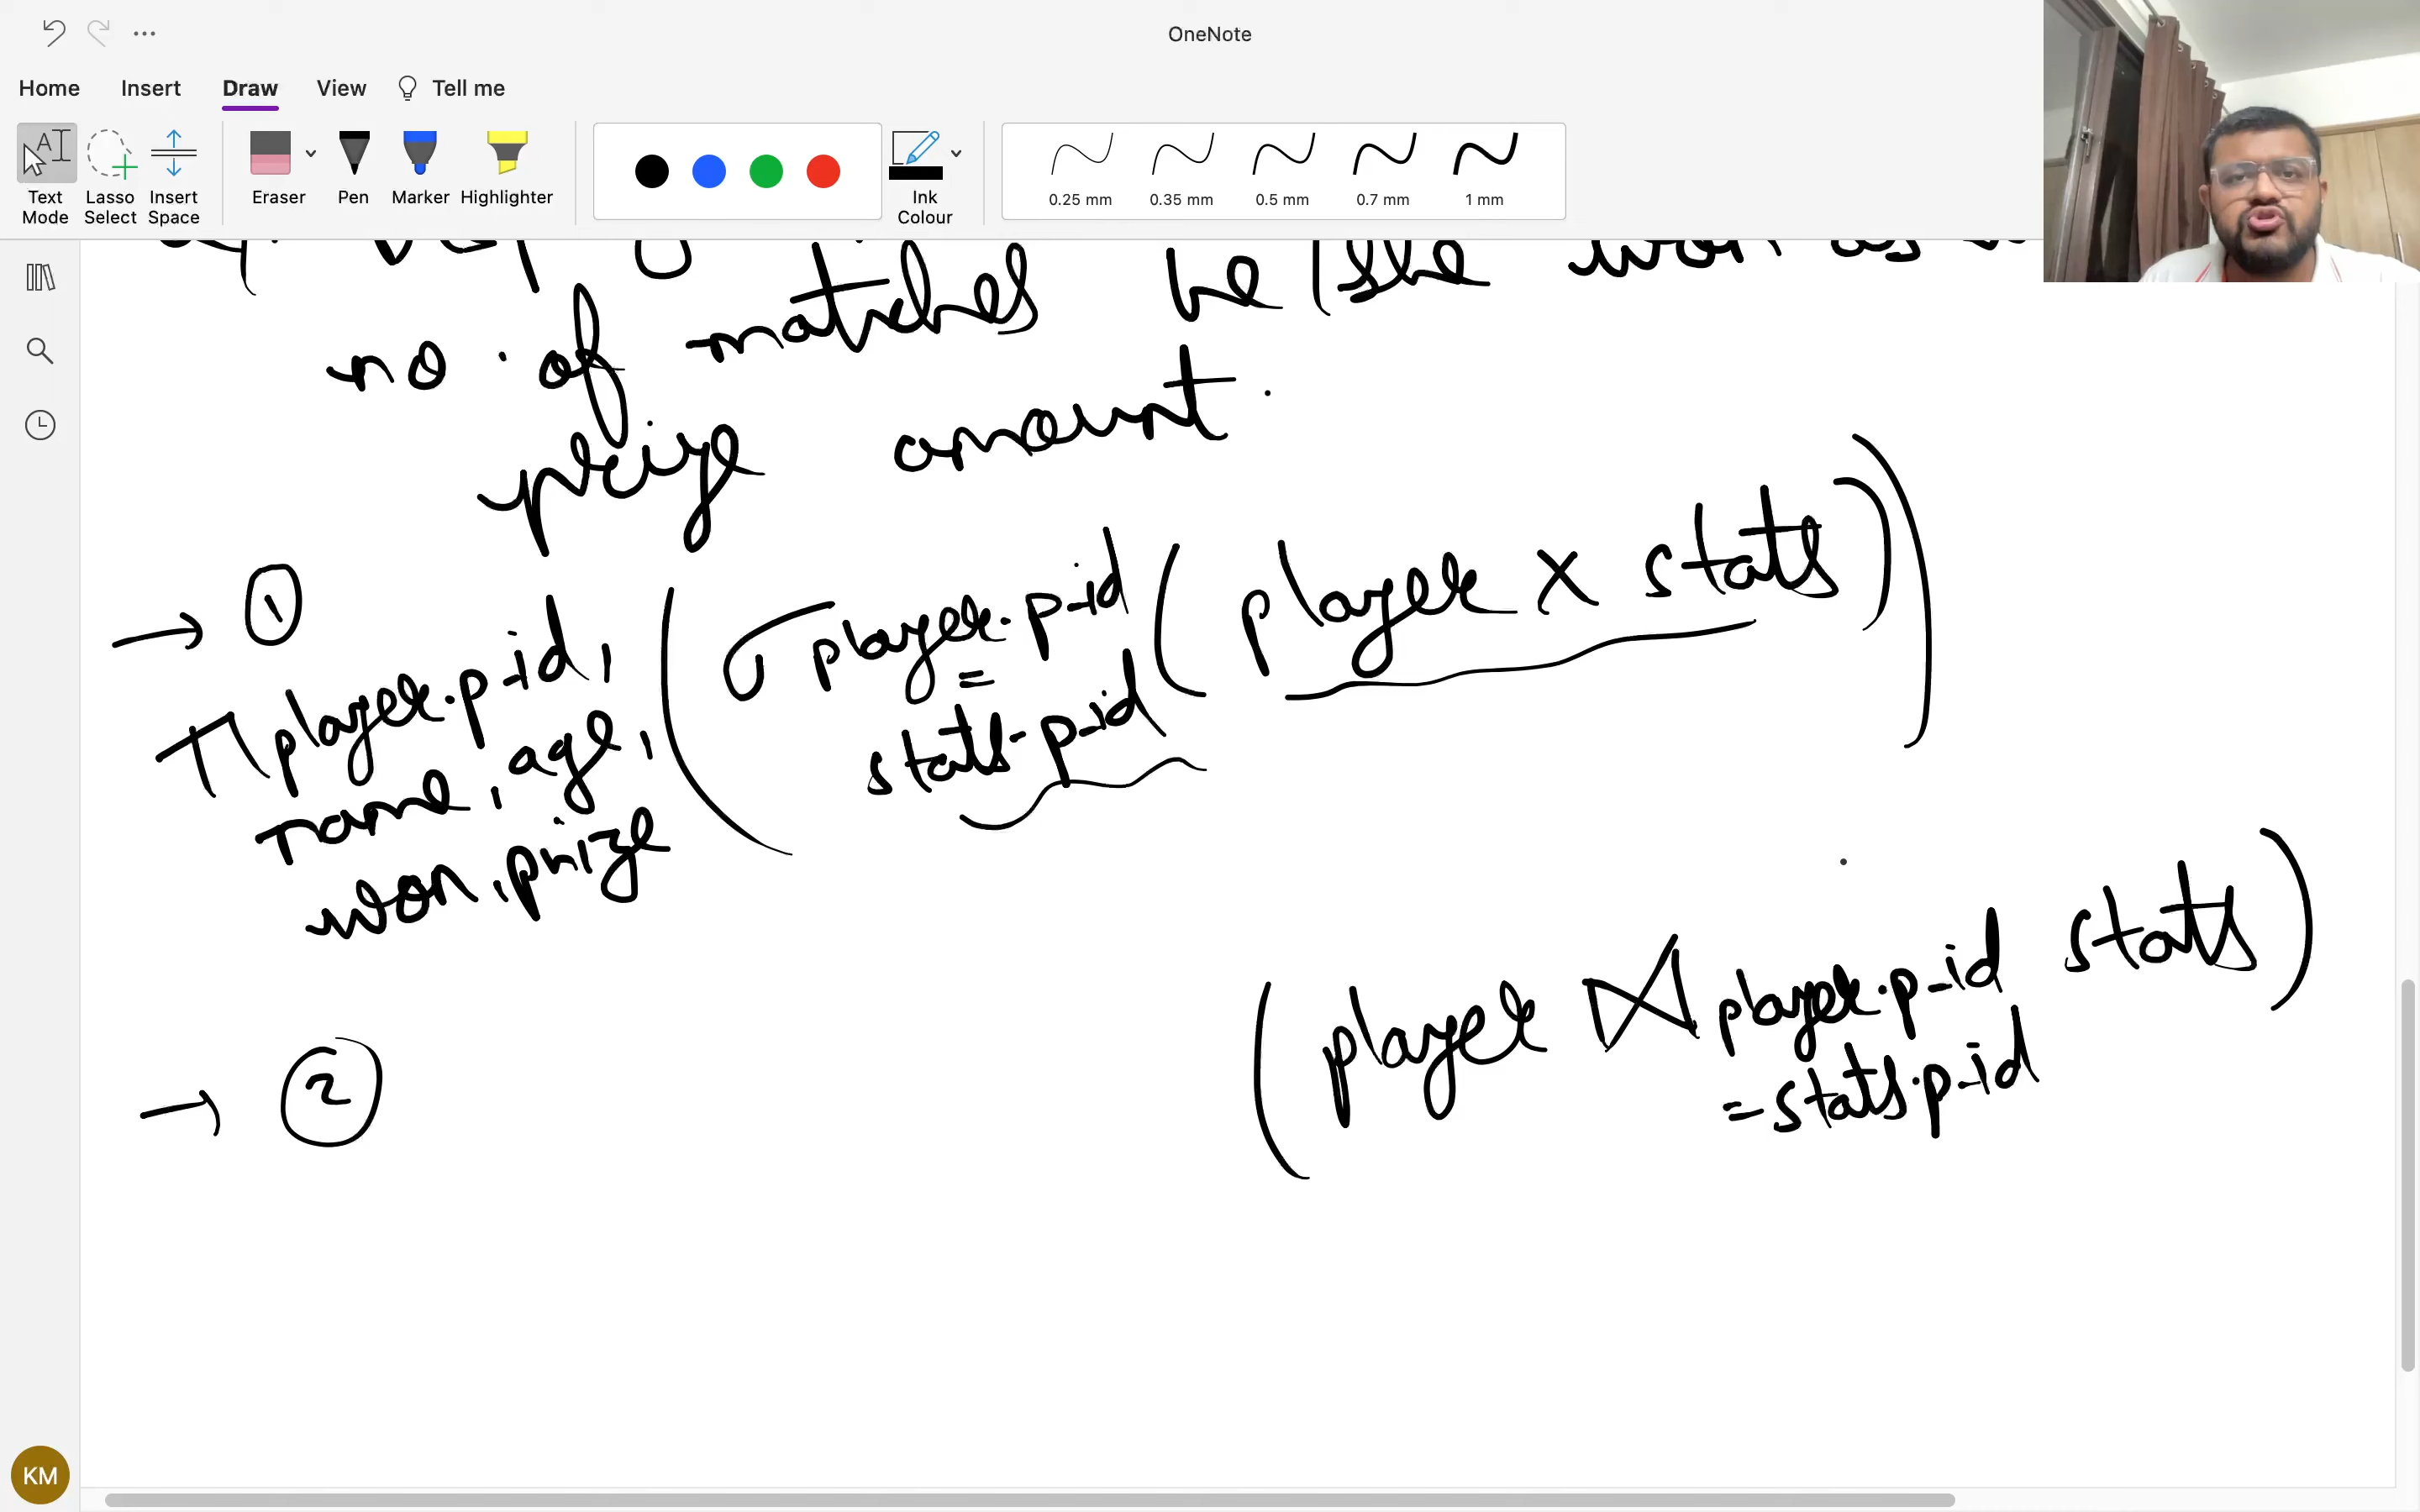 OneNote
Home Insert Draw View Tell me
Text Mode
Lasso Select
Insert Space
Eraser
Pen
Marker
Highlighter
Ink Colour
0.25 mm 0.35 mm 0.5 mm 0.7 mm 1 mm
he/she won
no. of matches
prize amount.
→ ①
π player.p-id, name, age, won, prize ( σ player.p-id = stats.p-id ( player × stats ) )
→ ②
( player ⋈ player.p-id = stats.p-id stats )
KM